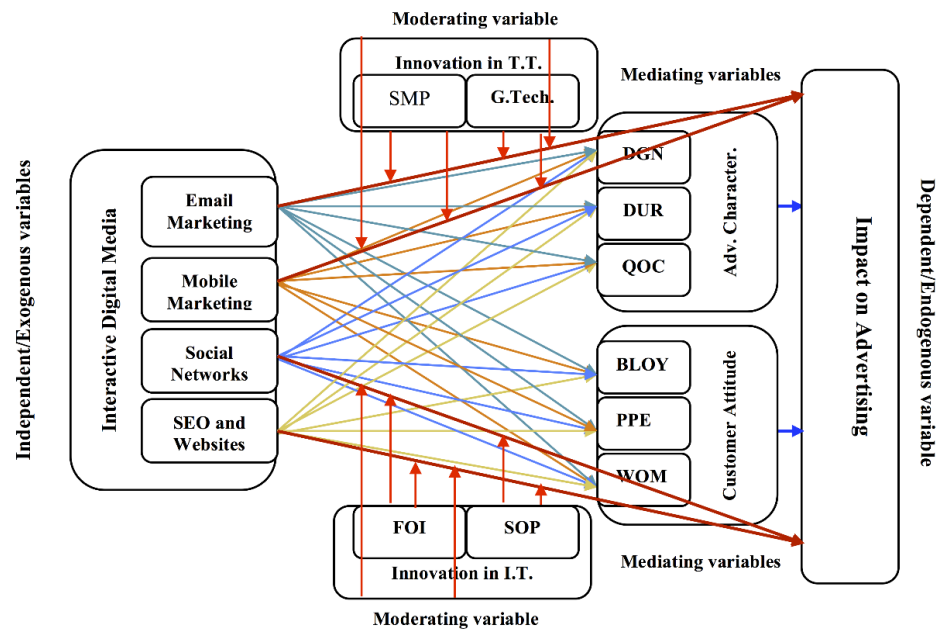 Moderating variable
Innovation in T.T.
SMP
G.Tech.
Mediating variables
Independent/Exogenous variables
Interactive Digital Media
Email
Marketing
Mobile
Marketing
Social
Networks
SEO and
Websites
DGN
DUR
QOC
Adv. Character.
BLOY
PPE
WOM
Customer Attitude
Impact on Advertising
Dependent/Endogenous variable
FOI
SOP
Innovation in I.T.
Mediating variables
Moderating variable